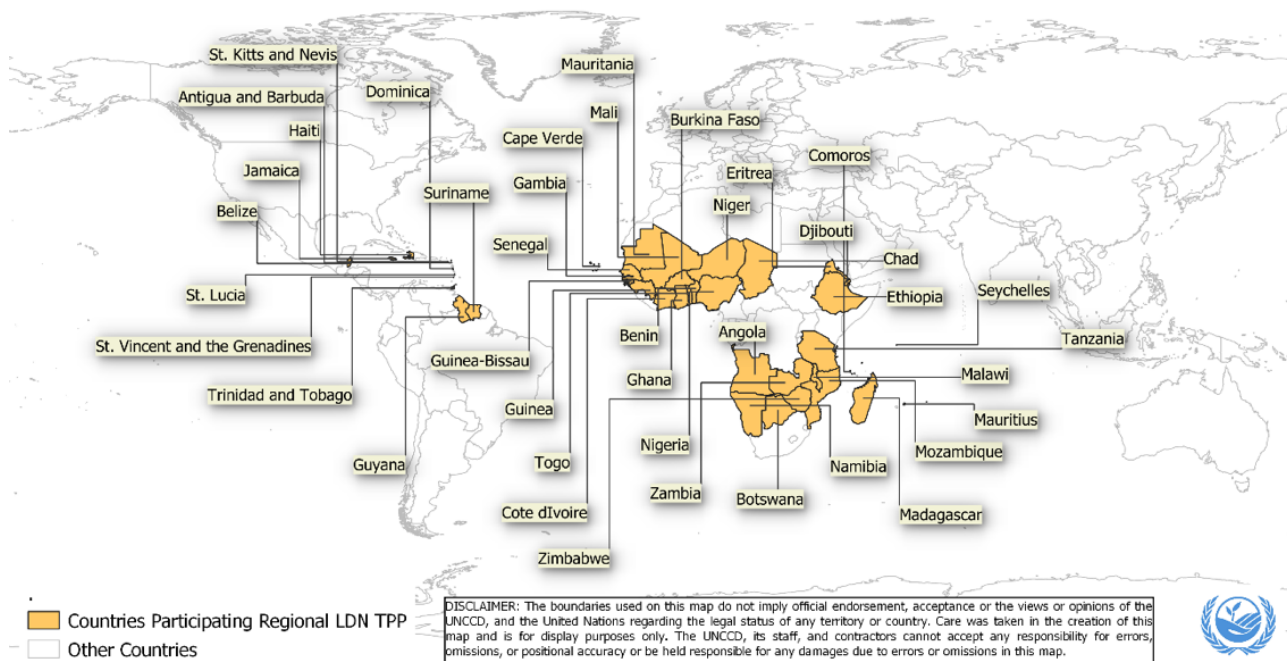 St. Kitts and Nevis
Antigua and Barbuda
Haiti
Jamaica
Belize
Dominica
Suriname
St. Lucia
St. Vincent and the Grenadines
Trinidad and Tobago
Guyana
Mauritania
Mali
Cape Verde
Gambia
Senegal
Burkina Faso
Comoros
Eritrea
Niger
Djibouti
Chad
Ethiopia
Seychelles
Tanzania
Guinea-Bissau
Benin
Angola
Ghana
Malawi
Guinea
Mauritius
Nigeria
Togo
Mozambique
Namibia
Zambia
Botswana
Cote dIvoire
Madagascar
Zimbabwe
Countries Participating Regional LDN TPP
Other Countries
DISCLAIMER: The boundaries used on this map do not imply official endorsement, acceptance or the views or opinions of the
UNCCD, and the United Nations regarding the legal status of any territory or country. Care was taken in the creation of this
map and is for display purposes only. The UNCCD, its staff, and contractors cannot accept any responsibility for errors,
omissions, or positional accuracy or be held responsible for any damages due to errors or omissions in this map.